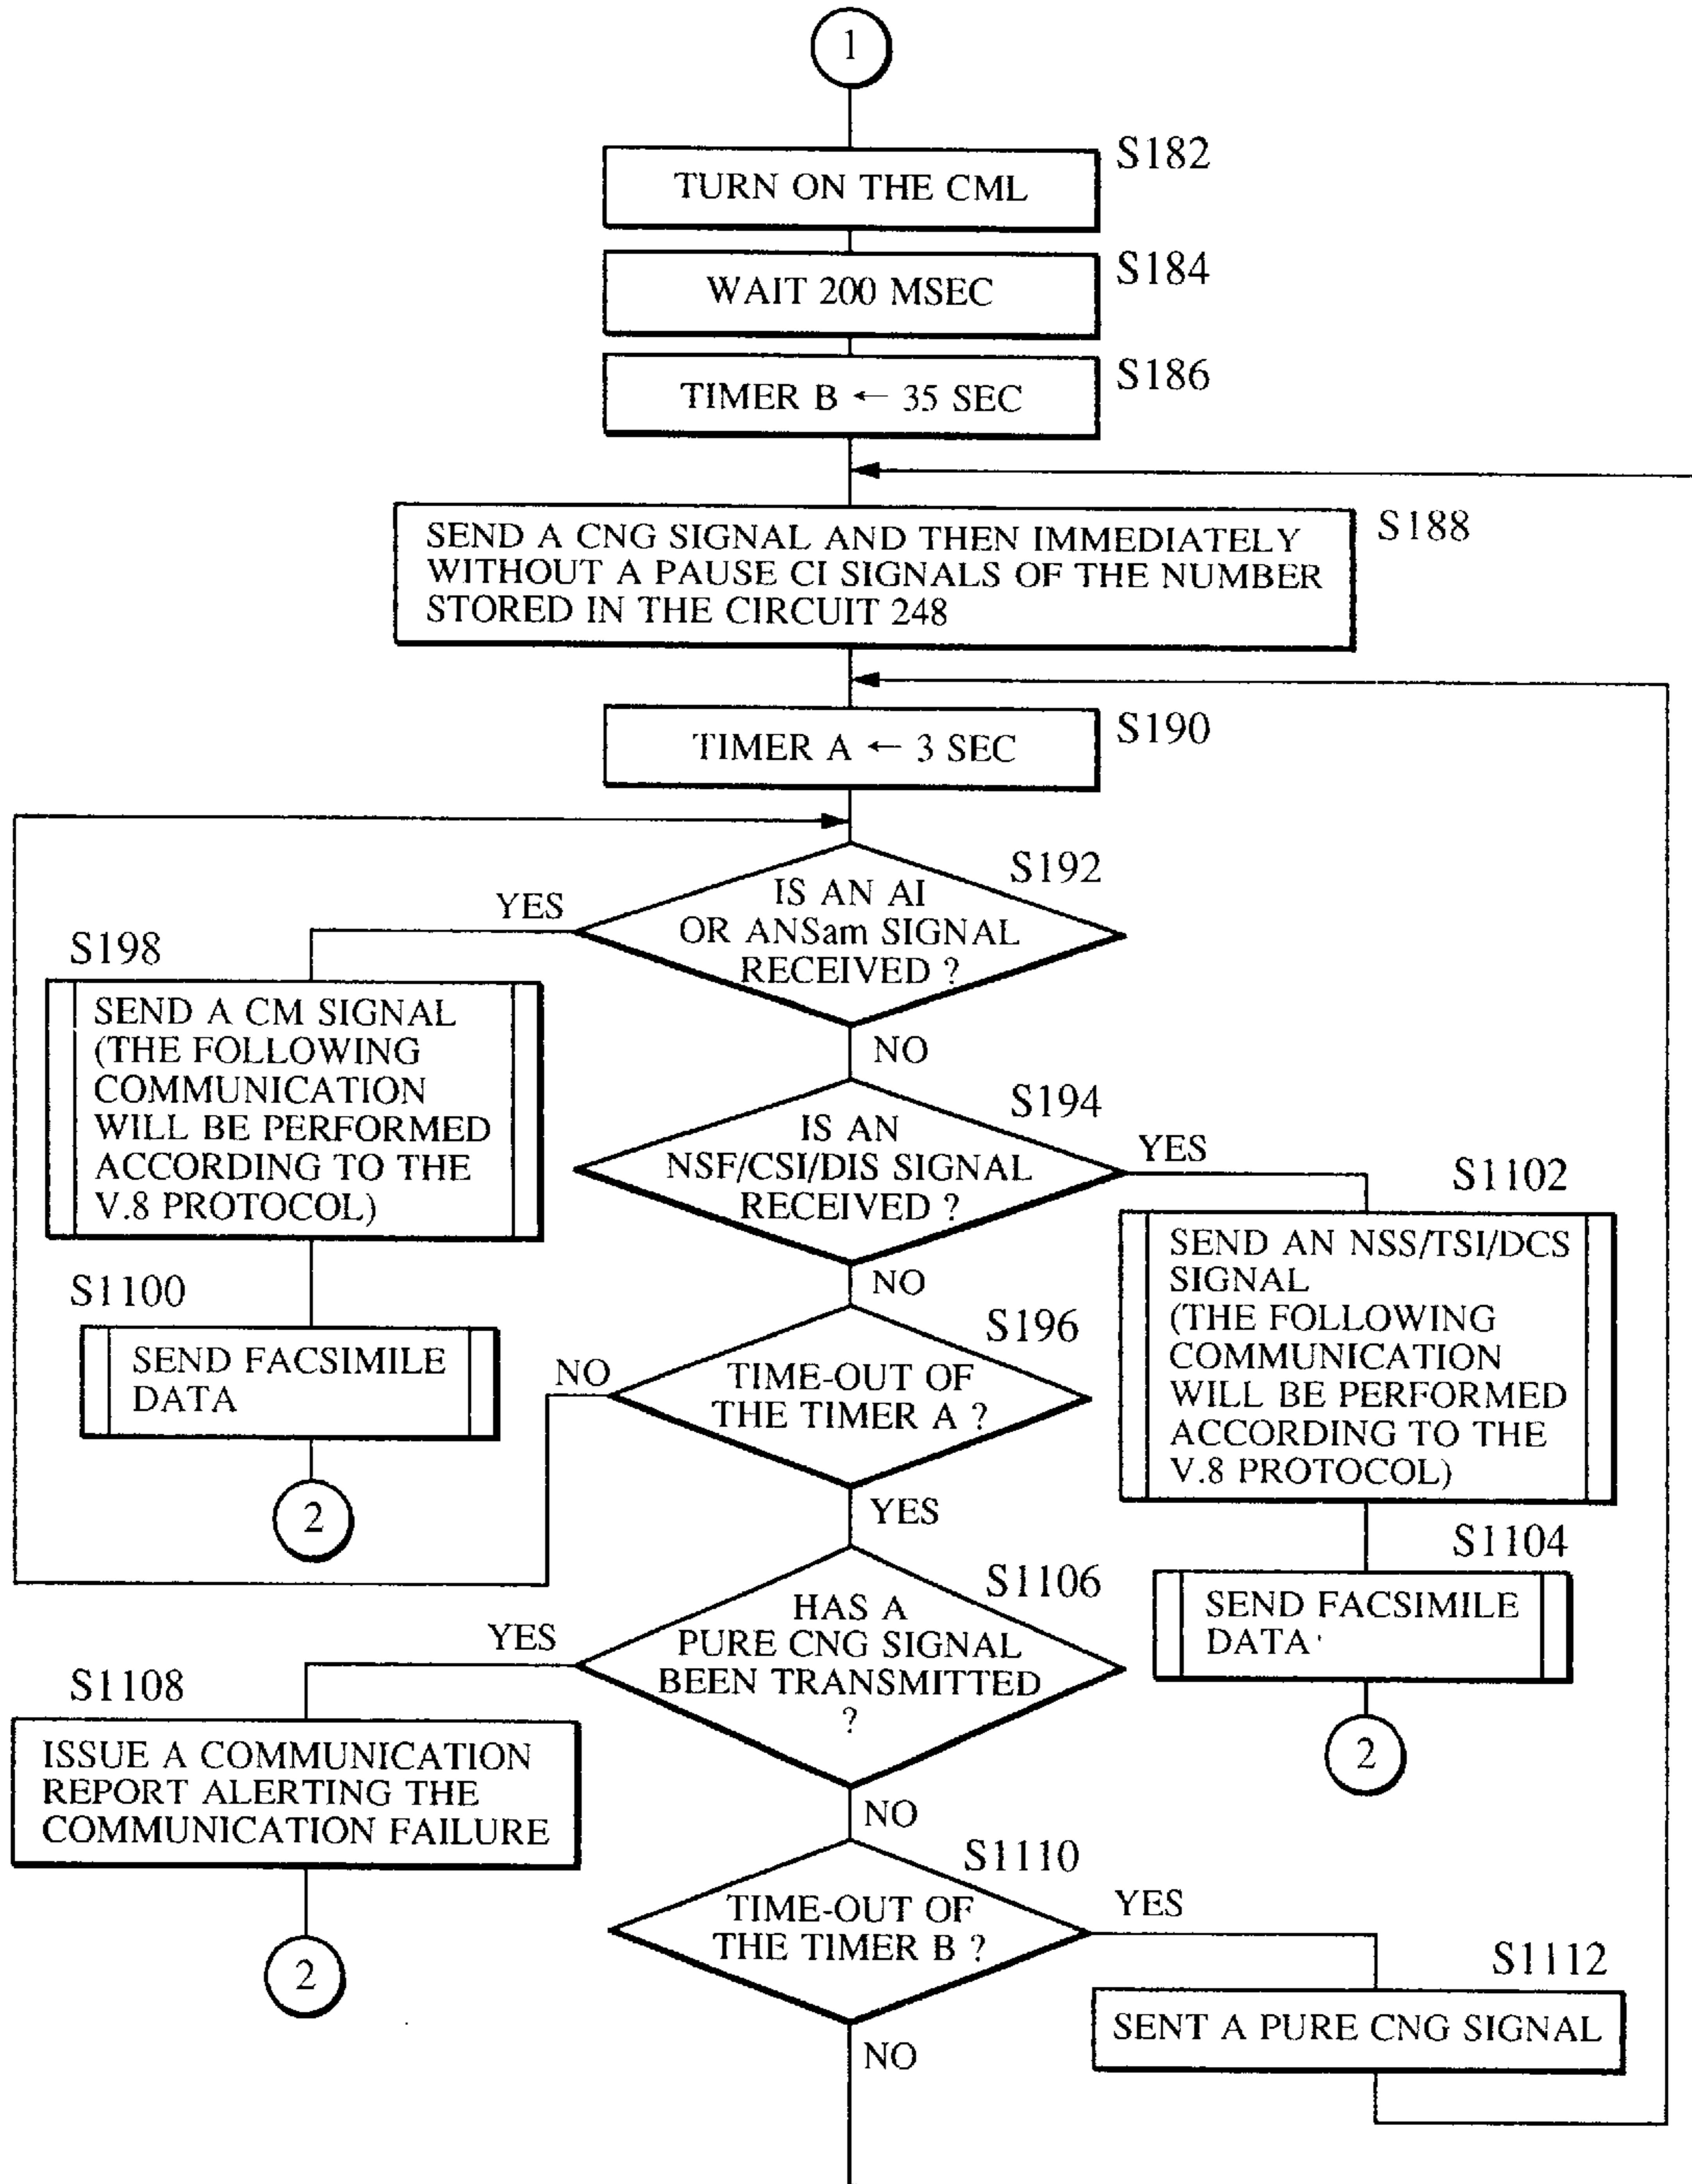 1
S182
TURN ON THE CML
S184
WAIT 200 MSEC
S186
TIMER B ← 35 SEC
S188
SEND A CNG SIGNAL AND THEN IMMEDIATELY
WITHOUT A PAUSE CI SIGNALS OF THE NUMBER
STORED IN THE CIRCUIT 248
S190
TIMER A ← 3 SEC
S192
IS AN AI
OR ANSam SIGNAL
RECEIVED ?
YES
NO
S198
SEND A CM SIGNAL
(THE FOLLOWING
COMMUNICATION
WILL BE PERFORMED
ACCORDING TO THE
V.8 PROTOCOL)
S1100
SEND FACSIMILE
DATA
2
S194
IS AN
NSF/CSI/DIS SIGNAL
RECEIVED ?
YES
NO
S1102
SEND AN NSS/TSI/DCS
SIGNAL
(THE FOLLOWING
COMMUNICATION
WILL BE PERFORMED
ACCORDING TO THE
V.8 PROTOCOL)
S1104
SEND FACSIMILE
DATA
2
S196
TIME-OUT OF
THE TIMER A ?
NO
YES
S1106
HAS A
PURE CNG SIGNAL
BEEN TRANSMITTED
?
YES
NO
S1108
ISSUE A COMMUNICATION
REPORT ALERTING THE
COMMUNICATION FAILURE
2
S1110
TIME-OUT OF
THE TIMER B ?
YES
NO
S1112
SENT A PURE CNG SIGNAL